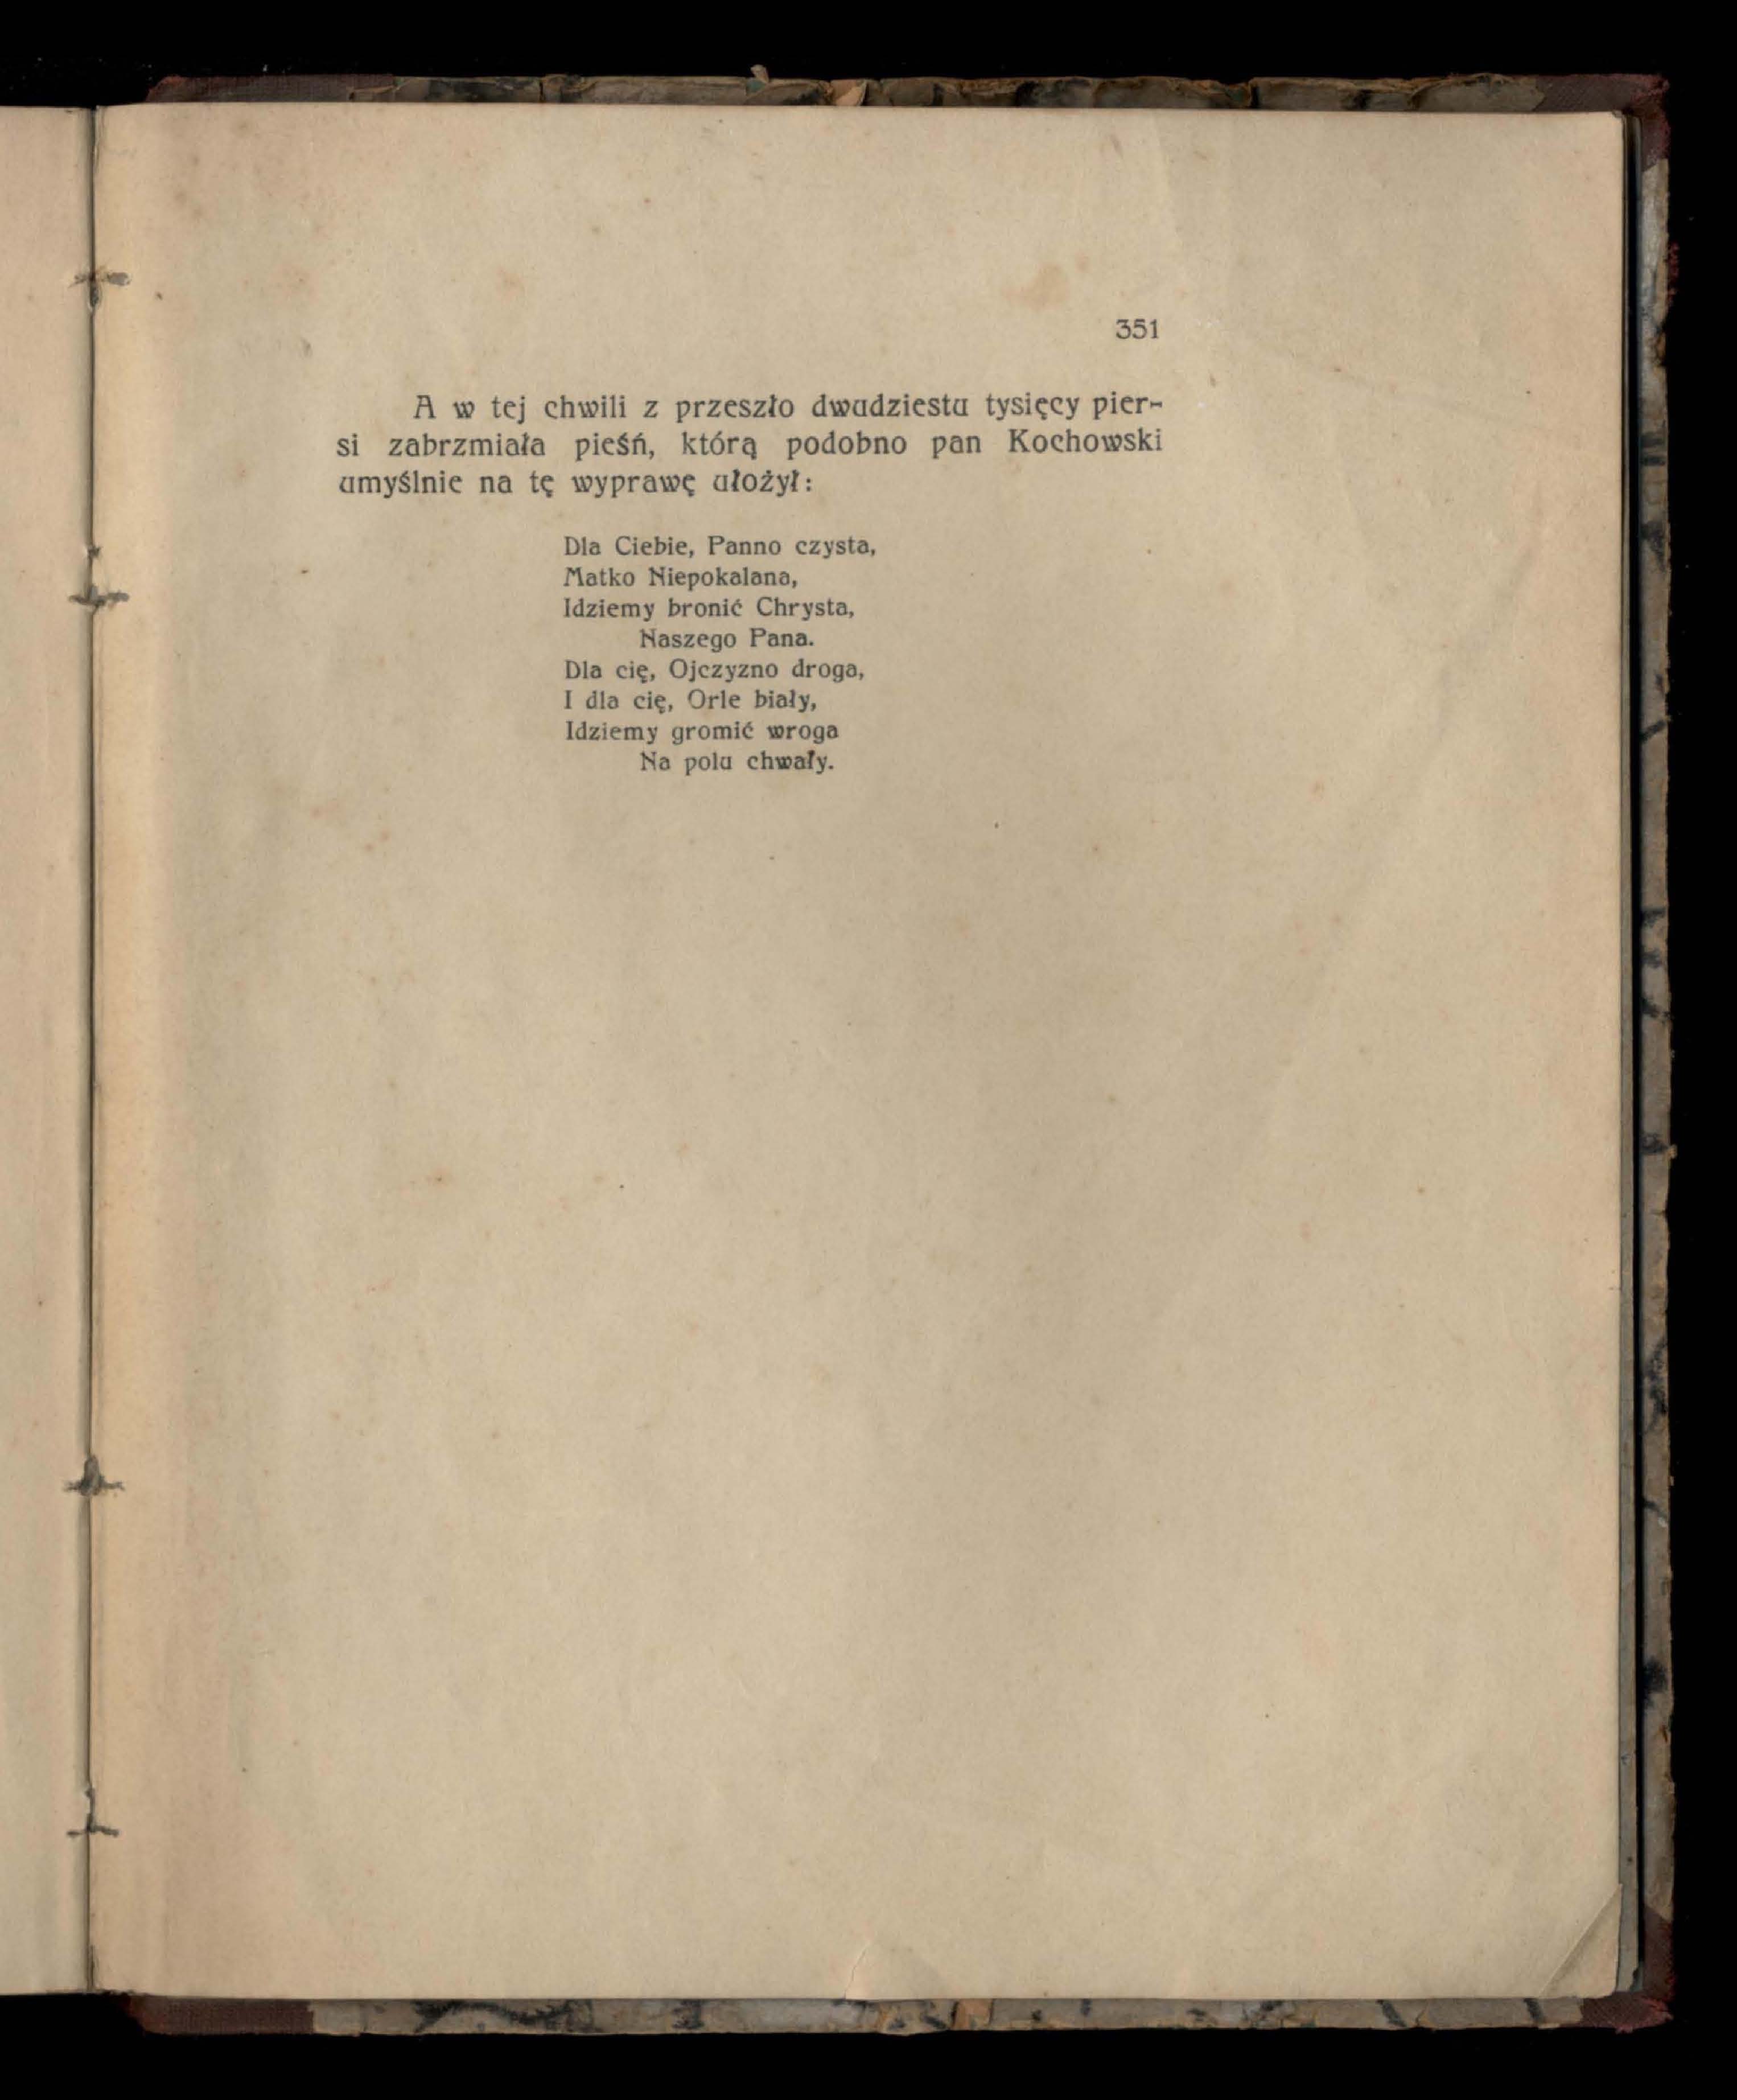 351
A w tej chwili z przeszło dwudziestu tysięcy pier-
si zabrzmiała pieśń, którą podobno pan Kochowski
umyślnie na tę wyprawę ułożył:
Dla Ciebie, Panno czysta,
Matko Niepokalana,
Idziemy bronić Chrysta,
Naszego Pana.
Dla cię, Ojczyzno droga,
I dla cię, Orle biały,
Idziemy gromić wroga
Na polu chwały.